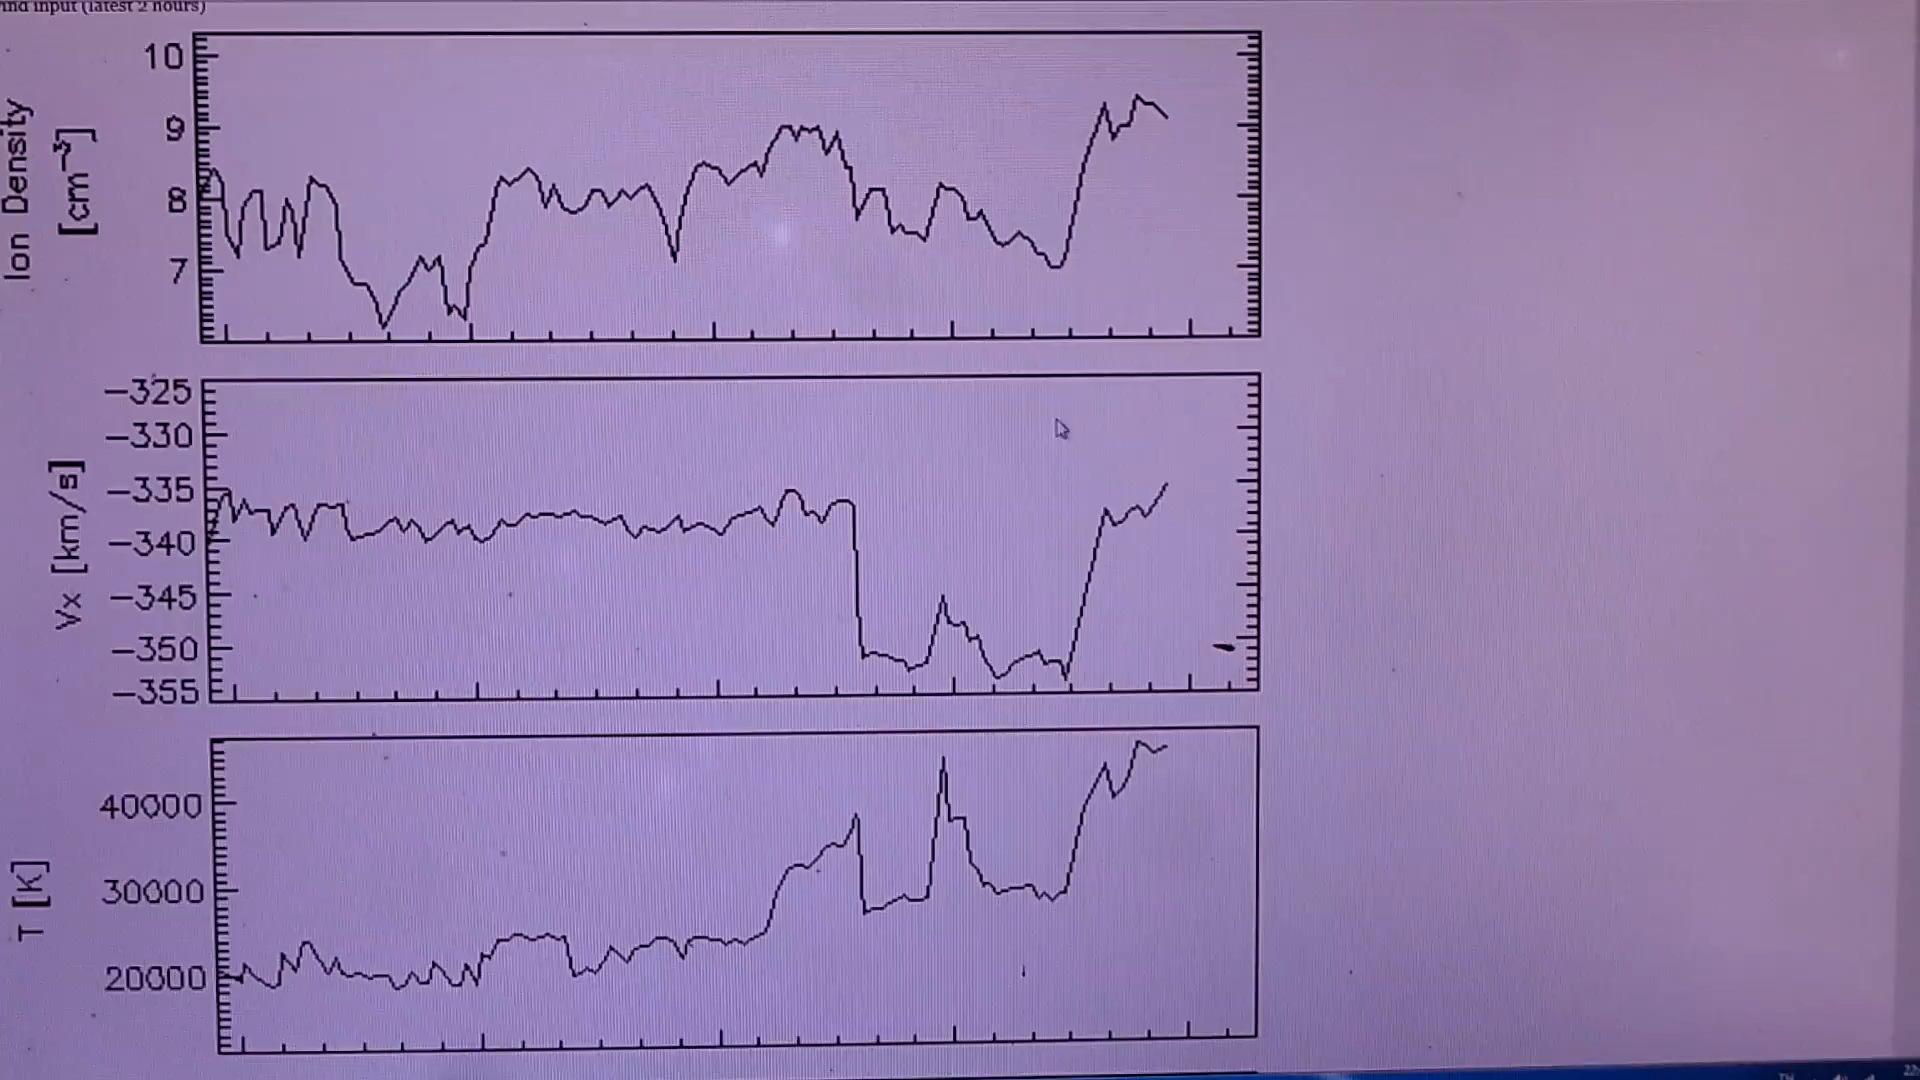 ind input (latest 2 hours)
Ion Density
[cm−3]
10
9
8
7
Vx [km/s]
−325
−330
−335
−340
−345
−350
−355
T [K]
40000
30000
20000